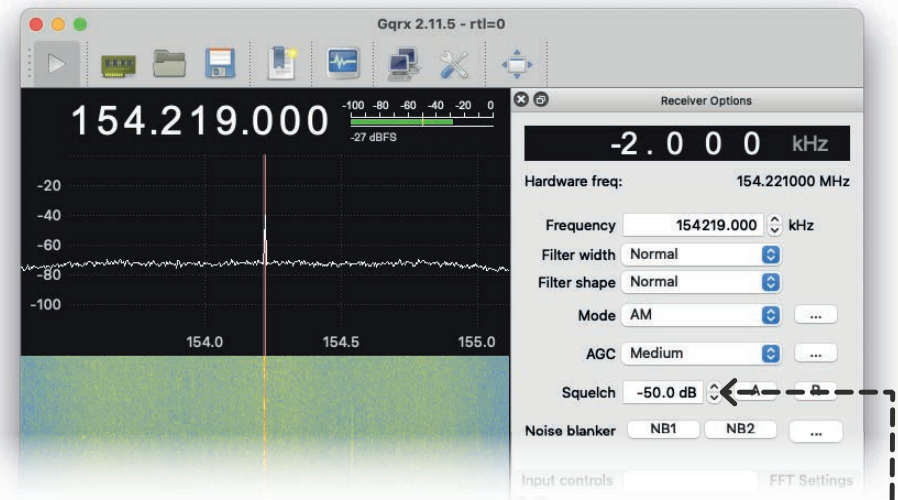 Gqrx 2.11.5 - rtl=0
154.219.000
-100 -80 -60 -40 -20 0
-27 dBFS
-20
-40
-60
-80
-100
154.0 154.5 155.0
Receiver Options
-2.000 kHz
Hardware freq: 154.221000 MHz
Frequency 154219.000 kHz
Filter width Normal
Filter shape Normal
Mode AM ...
AGC Medium ...
Squelch -50.0 dB A R
Noise blanker NB1 NB2 ...
Input controls FFT Settings